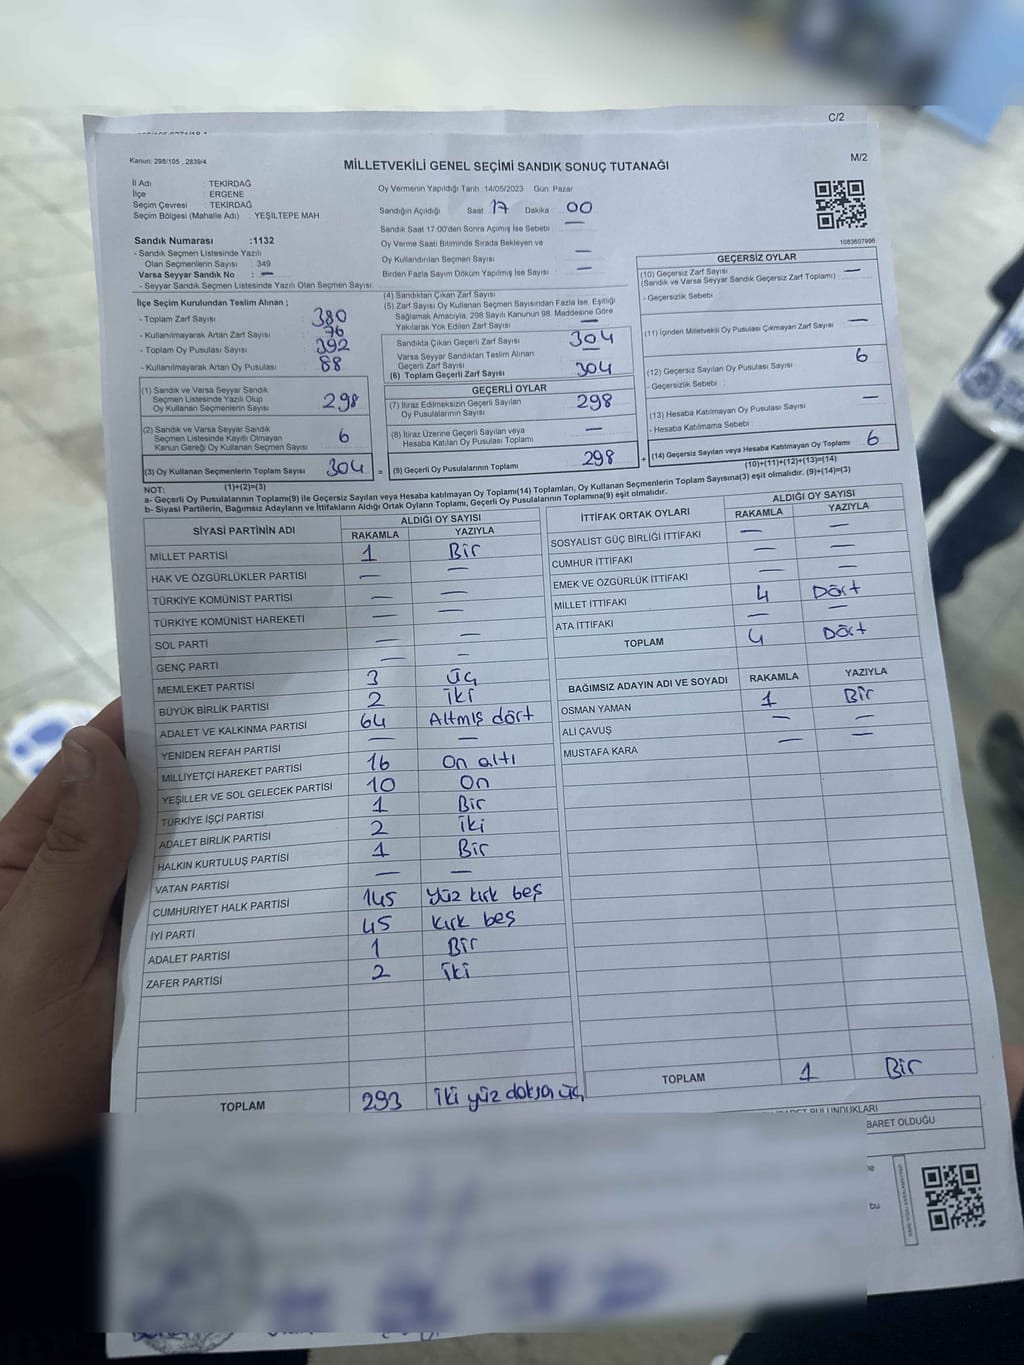 C/2
Kanun: 298/105 , 2839/4
M/2
MİLLETVEKİLİ GENEL SEÇİMİ SANDIK SONUÇ TUTANAĞI
İl Adı : TEKİRDAĞ
İlçe : ERGENE
Seçim Çevresi : TEKİRDAĞ
Seçim Bölgesi (Mahalle Adı) : YEŞİLTEPE MAH
Sandık Numarası :1132
- Sandık Seçmen Listesinde Yazılı
Olan Seçmenlerin Sayısı 349
Varsa Seyyar Sandık No : —
- Seyyar Sandık Seçmen Listesinde Yazılı Olan Seçmen Sayısı
Oy Vermenin Yapıldığı Tarih :14/05/2023 Gün: Pazar
Sandığın Açıldığı Saat 17 Dakika : 00
Sandık Saat 17:00'den Sonra Açımış İse Sebebi : —
Oy Verme Saati Bitiminde Sırada Bekleyen ve
Oy Kullandırılan Seçmen Sayısı —
Birden Fazla Sayım Döküm Yapılmış İse Sayısı : —
1083607996
İlçe Seçim Kurulundan Teslim Alınan ;
- Toplam Zarf Sayısı : 380
- Kullanılmayarak Artan Zarf Sayısı : 76
- Toplam Oy Pusulası Sayısı : 392
- Kullanılmayarak Artan Oy Pusulası : 88
(1) Sandık ve Varsa Seyyar Sandık
Seçmen Listesinde Yazılı Olup
Oy Kullanan Seçmenlerin Sayısı 298
(2) Sandık ve Varsa Seyyar Sandık
Seçmen Listesinde Kayıtlı Olmayan
Kanun Gereği Oy Kullanan Seçmen Sayısı 6
(3) Oy Kullanan Seçmenlerin Toplam Sayısı 304 =
(1)+(2)=(3)
(4) Sandıktan Çıkan Zarf Sayısı
(5) Zarf Sayısı Oy Kullanan Seçmen Sayısından Fazla İse, Eşitliği
Sağlamak Amacıyla, 298 Sayılı Kanunun 98. Maddesine Göre
Yakılarak Yok Edilen Zarf Sayısı —
Sandıkta Çıkan Geçerli Zarf Sayısı 304
Varsa Seyyar Sandıktan Teslim Alınan
Geçerli Zarf Sayısı
(6) Toplam Geçerli Zarf Sayısı 304
GEÇERLİ OYLAR
(7) İtiraz Edilmeksizin Geçerli Sayılan
Oy Pusulalarının Sayısı 298
(8) İtiraz Üzerine Geçerli Sayılan veya
Hesaba Katılan Oy Pusulası Toplamı —
(9) Geçerli Oy Pusulalarının Toplamı 298 +
GEÇERSİZ OYLAR
(10) Geçersiz Zarf Sayısı
(Sandık ve Varsa Seyyar Sandık Geçersiz Zarf Toplamı) : —
- Geçersizlik Sebebi :
(11) İçinden Milletvekili Oy Pusulası Çıkmayan Zarf Sayısı —
(12) Geçersiz Sayılan Oy Pusulası Sayısı 6
- Geçersizlik Sebebi :
(13) Hesaba Katılmayan Oy Pusulası Sayısı —
- Hesaba Katılmama Sebebi :
(14) Geçersiz Sayılan veya Hesaba Katılmayan Oy Toplamı 6
(10)+(11)+(12)+(13)=(14)
NOT:
a- Geçerli Oy Pusulalarının Toplamı(9) ile Geçersiz Sayılan veya Hesaba katılmayan Oy Toplamı(14) Toplamları, Oy Kullanan Seçmenlerin Toplam Sayısına(3) eşit olmalıdır. (9)+(14)=(3)
b- Siyasi Partilerin, Bağımsız Adayların ve İttifakların Aldığı Ortak Oyların Toplamı, Geçerli Oy Pusulalarının Toplamına(9) eşit olmalıdır.
SİYASİ PARTİNİN ADI ALDIĞI OY SAYISI
RAKAMLA YAZIYLA
MİLLET PARTİSİ 1 Bir
HAK VE ÖZGÜRLÜKLER PARTİSİ — —
TÜRKİYE KOMÜNİST PARTİSİ — —
TÜRKİYE KOMÜNİST HAREKETİ — —
SOL PARTİ — —
GENÇ PARTİ — —
MEMLEKET PARTİSİ 3 üç
BÜYÜK BİRLİK PARTİSİ 2 iki
ADALET VE KALKINMA PARTİSİ 64 Altmış dört
YENİDEN REFAH PARTİSİ — —
MİLLİYETÇİ HAREKET PARTİSİ 16 On altı
YEŞİLLER VE SOL GELECEK PARTİSİ 10 On
TÜRKİYE İŞÇİ PARTİSİ 1 Bir
ADALET BİRLİK PARTİSİ 2 iki
HALKIN KURTULUŞ PARTİSİ 1 Bir
VATAN PARTİSİ — —
CUMHURİYET HALK PARTİSİ 145 Yüz kırk beş
İYİ PARTİ 45 kırk beş
ADALET PARTİSİ 1 Bir
ZAFER PARTİSİ 2 iki
TOPLAM 293 iki yüz doksan üç
İTTİFAK ORTAK OYLARI ALDIĞI OY SAYISI
RAKAMLA YAZIYLA
SOSYALİST GÜÇ BİRLİĞİ İTTİFAKI — —
CUMHUR İTTİFAKI — —
EMEK VE ÖZGÜRLÜK İTTİFAKI — —
MİLLET İTTİFAKI 4 Dört
ATA İTTİFAKI — —
TOPLAM 4 Dört
BAĞIMSIZ ADAYIN ADI VE SOYADI RAKAMLA YAZIYLA
OSMAN YAMAN 1 Bir
ALİ ÇAVUŞ — —
MUSTAFA KARA — —
TOPLAM 1 Bir
BULUNDUKLARI
BARET OLDUĞU
bu